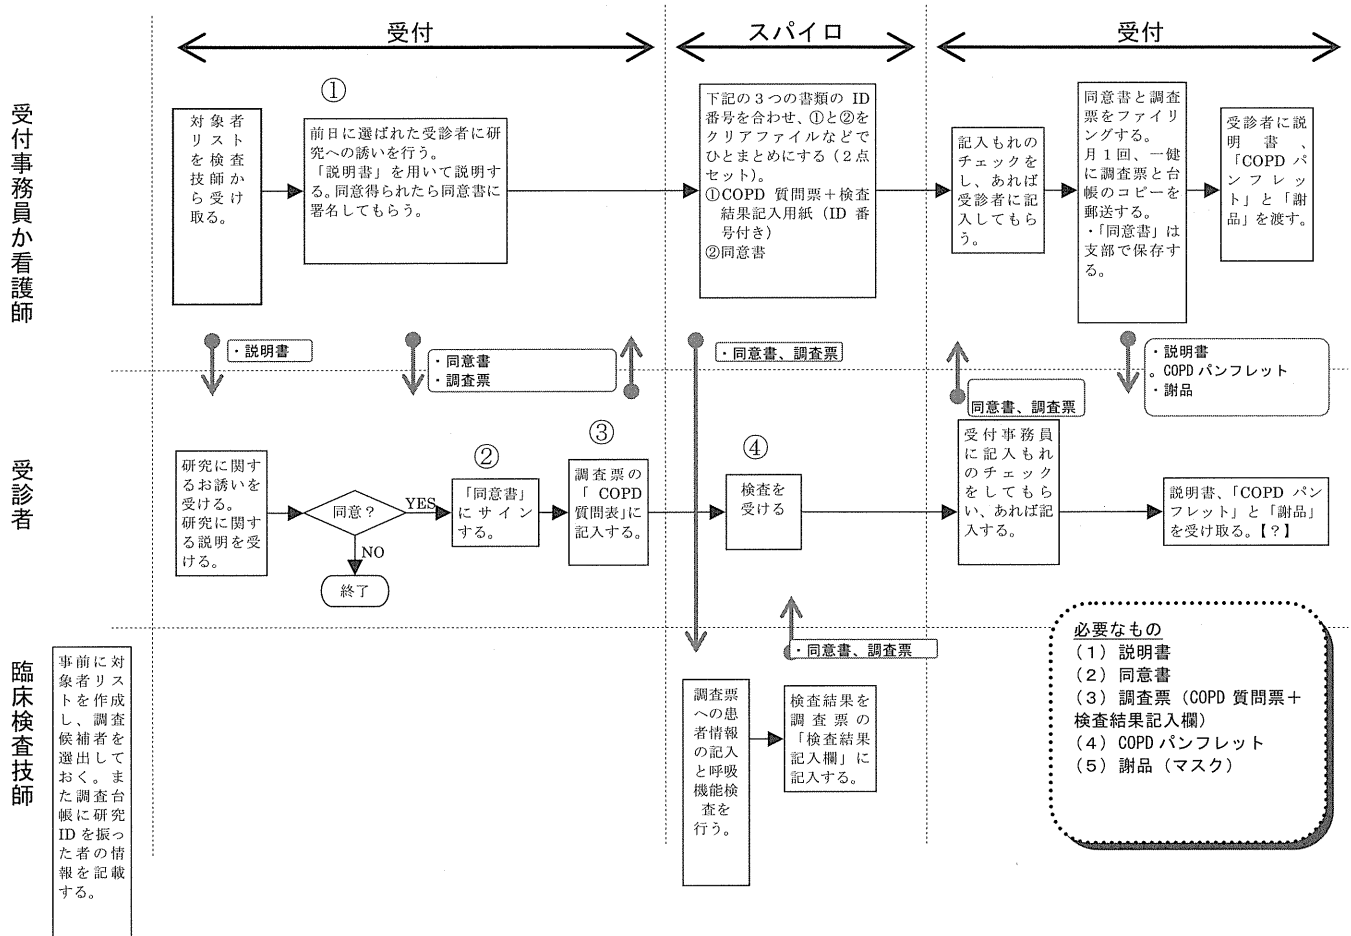 受付
スパイロ
受付
受付事務員か看護師
対象者
リスト
を検査
技師か
ら受け
取る。
①
前日に選ばれた受診者に研
究への誘いを行う。
「説明書」を用いて説明
する。同意得られたら同意書に
署名してもらう。
下記の3つの書類の ID
番号を合わせ、①と②を
クリアファイルなどで
ひとまとめにする(2点
セット)。
①COPD 質問票+検査
結果記入用紙(ID 番
号付き)
②同意書
記入もれの
チェックを
し、あれば
受診者に記
入してもら
う。
同意書と調査
票をファイリ
ングする。
月1回、一健
に調査票と台
帳のコピーを
郵送する。
・「同意書」は
支部で保存す
る。
受診者に説
明書、
「COPD パ
ンフレッ
ト」と「謝
品」を渡す。
・説明書
・同意書
・調査票
・同意書、調査票
同意書、調査票
・説明書
。COPD パンフレット
・謝品
受診者
研究に関す
るお誘いを
受ける。
研究に関す
る説明を受
ける。
同意?
YES
NO
終了
②
「同意書」
にサイン
する。
③
調査票の
「COPD
質問表」に
記入する。
④
検査を
受ける
受付事務員
に記入もれ
のチェック
をしてもら
い、あれば記
入する。
説明書、「COPD パン
フレット」と「謝品」
を受け取る。【?】
・同意書、調査票
臨床検査技師
事前に対
象者リス
トを作成
し、調査
候補者を
選出して
おく。ま
た調査台
帳に研究
ID を振っ
た者の情
報を記載
する。
調査票
への患
者情報
の記入
と呼吸
機能検
査を
行う。
検査結果を
調査票の
「検査結果
記入欄」に
記入する。
必要なもの
(1)説明書
(2)同意書
(3)調査票(COPD 質問票+
検査結果記入欄)
(4)COPD パンフレット
(5)謝品(マスク)